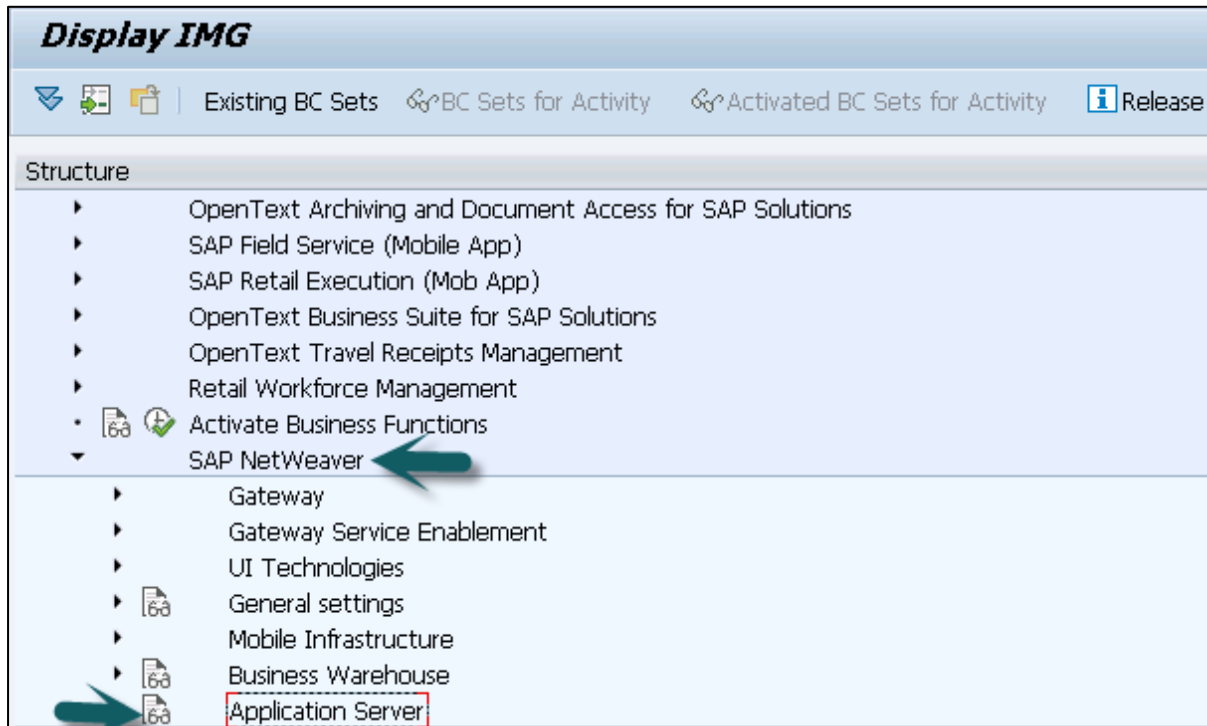 Display IMG
Existing BC Sets BC Sets for Activity Activated BC Sets for Activity Release
Structure
OpenText Archiving and Document Access for SAP Solutions
SAP Field Service (Mobile App)
SAP Retail Execution (Mob App)
OpenText Business Suite for SAP Solutions
OpenText Travel Receipts Management
Retail Workforce Management
Activate Business Functions
SAP NetWeaver
Gateway
Gateway Service Enablement
UI Technologies
General settings
Mobile Infrastructure
Business Warehouse
Application Server